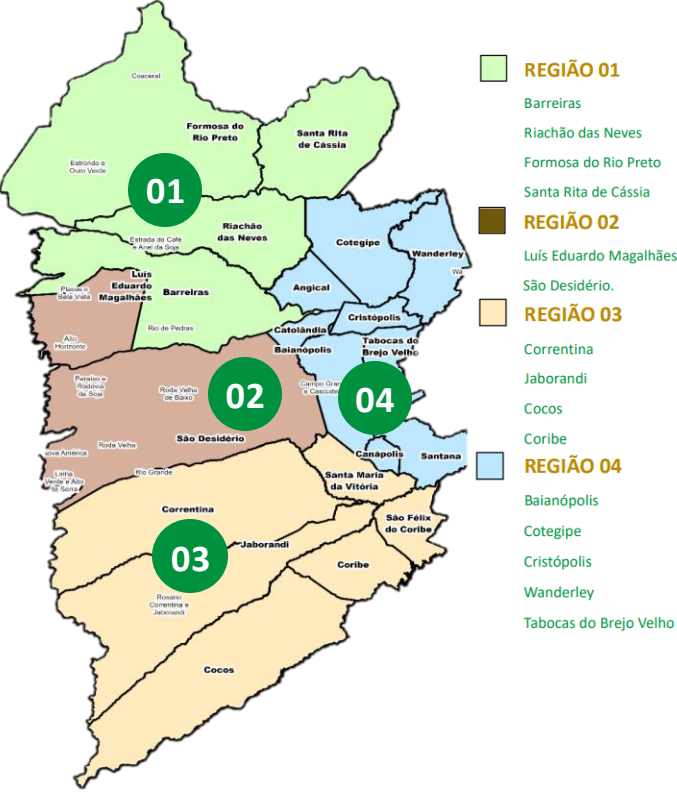 Coaceral
Formosa do
Rio Preto
Santa RIta
de Cássia
Estrondo e
Ouro Verde
01
Riachão
das Neves
Estrada do Café
e Anel da Soja
Cotegipe
Wanderley
Wa
Luís
Eduardo
Magalhães
Placas e
Bela Vista
Barreiras
Angical
Cristópolis
Rio de Pedras
Catolândia
Alto
Horizonte
Baianópolis
Tabocas do
Brejo Velho
Paraíso e
Rodovia
da Soja
Roda Velha
de Baixo
02
Campo Gran
e Cascude
04
São Desidério
Roda Velha
ova América
Canápolis
Santana
Linha
Verde e Alto
da Serra
Rio Grande
Santa Maria
da Vitória
Correntina
São Félix
do Coribe
03
Jaborandi
Coribe
Rosário
Correntina e
Jaborandi
Cocos
REGIÃO 01
Barreiras
Riachão das Neves
Formosa do Rio Preto
Santa Rita de Cássia
REGIÃO 02
Luís Eduardo Magalhães
São Desidério.
REGIÃO 03
Correntina
Jaborandi
Cocos
Coribe
REGIÃO 04
Baianópolis
Cotegipe
Cristópolis
Wanderley
Tabocas do Brejo Velho